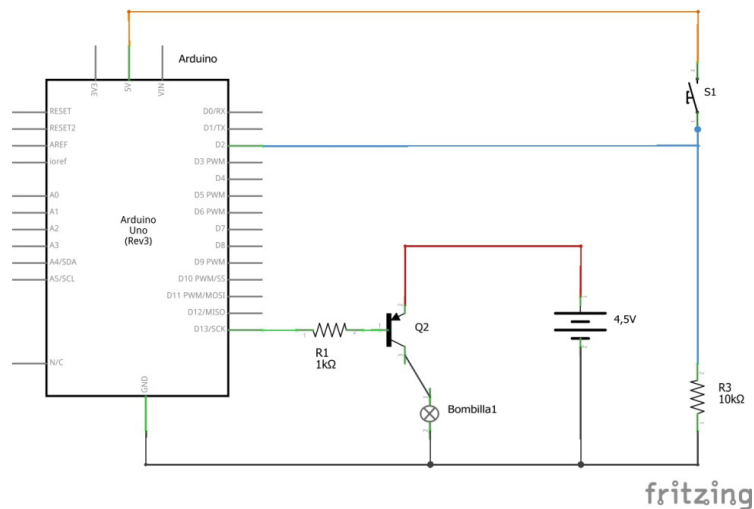 Arduino
3V3
5V
VIN
RESET
RESET2
AREF
ioref
A0
A1
A2
A3
A4/SDA
A5/SCL
N/C
Arduino
Uno
(Rev3)
D0/RX
D1/TX
D2
D3 PWM
D4
D5 PWM
D6 PWM
D7
D8
D9 PWM
D10 PWM/SS
D11 PWM/MOSI
D12/MISO
D13/SCK
GND
S1
R1
1kΩ
Q2
4,5V
Bombilla1
R3
10kΩ
fritzing